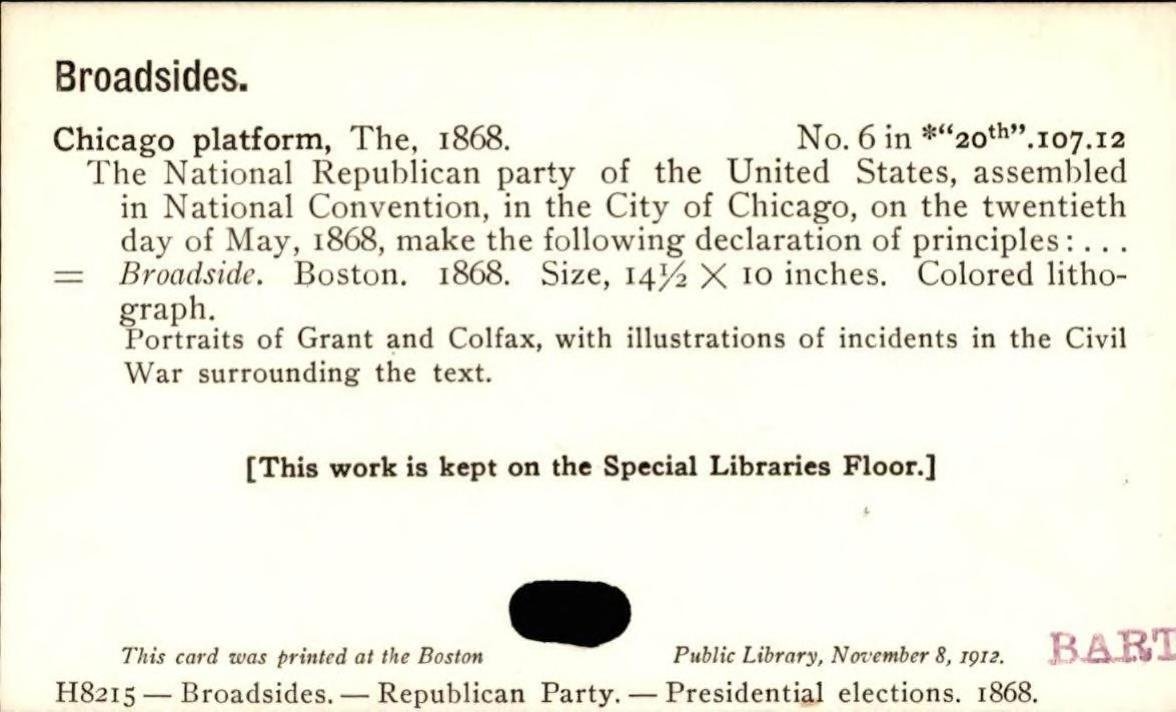 Broadsides.
Chicago platform, The, 1868. No. 6 in *“20th”.107.12
The National Republican party of the United States, assembled
in National Convention, in the City of Chicago, on the twentieth
day of May, 1868, make the following declaration of principles: . . .
= Broadside. Boston. 1868. Size, 14½ × 10 inches. Colored litho-
graph.
Portraits of Grant and Colfax, with illustrations of incidents in the Civil
War surrounding the text.
[This work is kept on the Special Libraries Floor.]
This card was printed at the Boston Public Library, November 8, 1912.
BART
H8215 — Broadsides. — Republican Party. — Presidential elections. 1868.